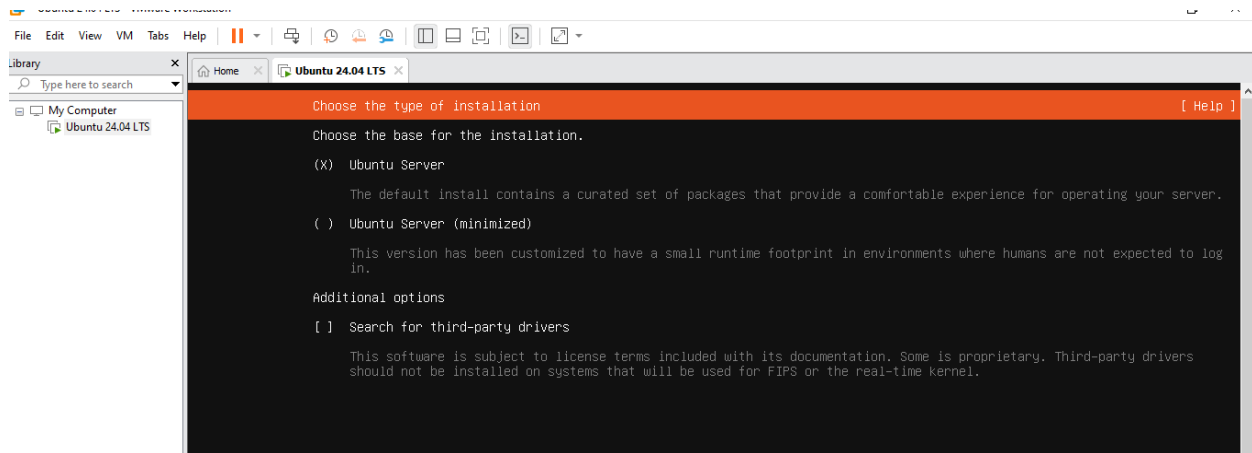 Ubuntu 24.04 LTS - VMware Workstation
File Edit View VM Tabs Help
Library
Type here to search
My Computer
Ubuntu 24.04 LTS
Home
Ubuntu 24.04 LTS
Choose the type of installation [ Help ]
Choose the base for the installation.
(X) Ubuntu Server
The default install contains a curated set of packages that provide a comfortable experience for operating your server.
( ) Ubuntu Server (minimized)
This version has been customized to have a small runtime footprint in environments where humans are not expected to log
in.
Additional options
[ ] Search for third-party drivers
This software is subject to license terms included with its documentation. Some is proprietary. Third-party drivers
should not be installed on systems that will be used for FIPS or the real-time kernel.